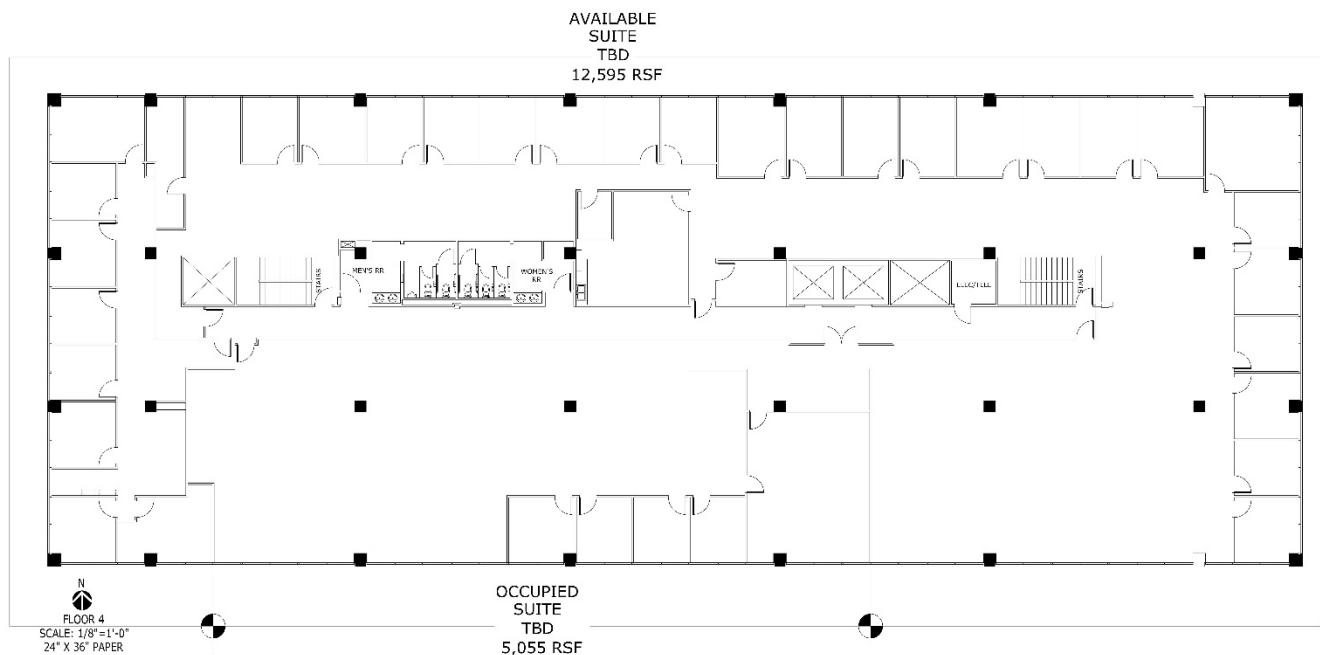 AVAILABLE
SUITE
TBD
12,595 RSF
STAIRS
MEN'S RR
WOMEN'S
RR
ELEC/TELE
STAIRS
N
FLOOR 4
SCALE: 1/8"=1'-0"
24" X 36" PAPER
OCCUPIED
SUITE
TBD
5,055 RSF